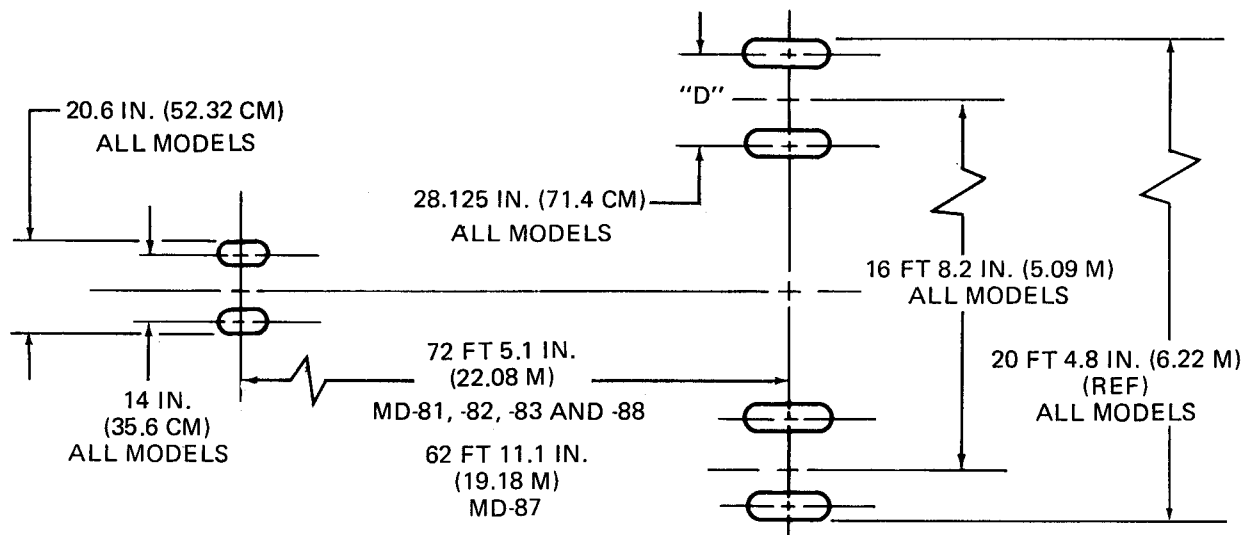 "D"
20.6 IN. (52.32 CM)
ALL MODELS
28.125 IN. (71.4 CM)
ALL MODELS
16 FT 8.2 IN. (5.09 M)
ALL MODELS
72 FT 5.1 IN.
(22.08 M)
MD-81, -82, -83 AND -88
20 FT 4.8 IN. (6.22 M)
(REF)
ALL MODELS
14 IN.
(35.6 CM)
ALL MODELS
62 FT 11.1 IN.
(19.18 M)
MD-87